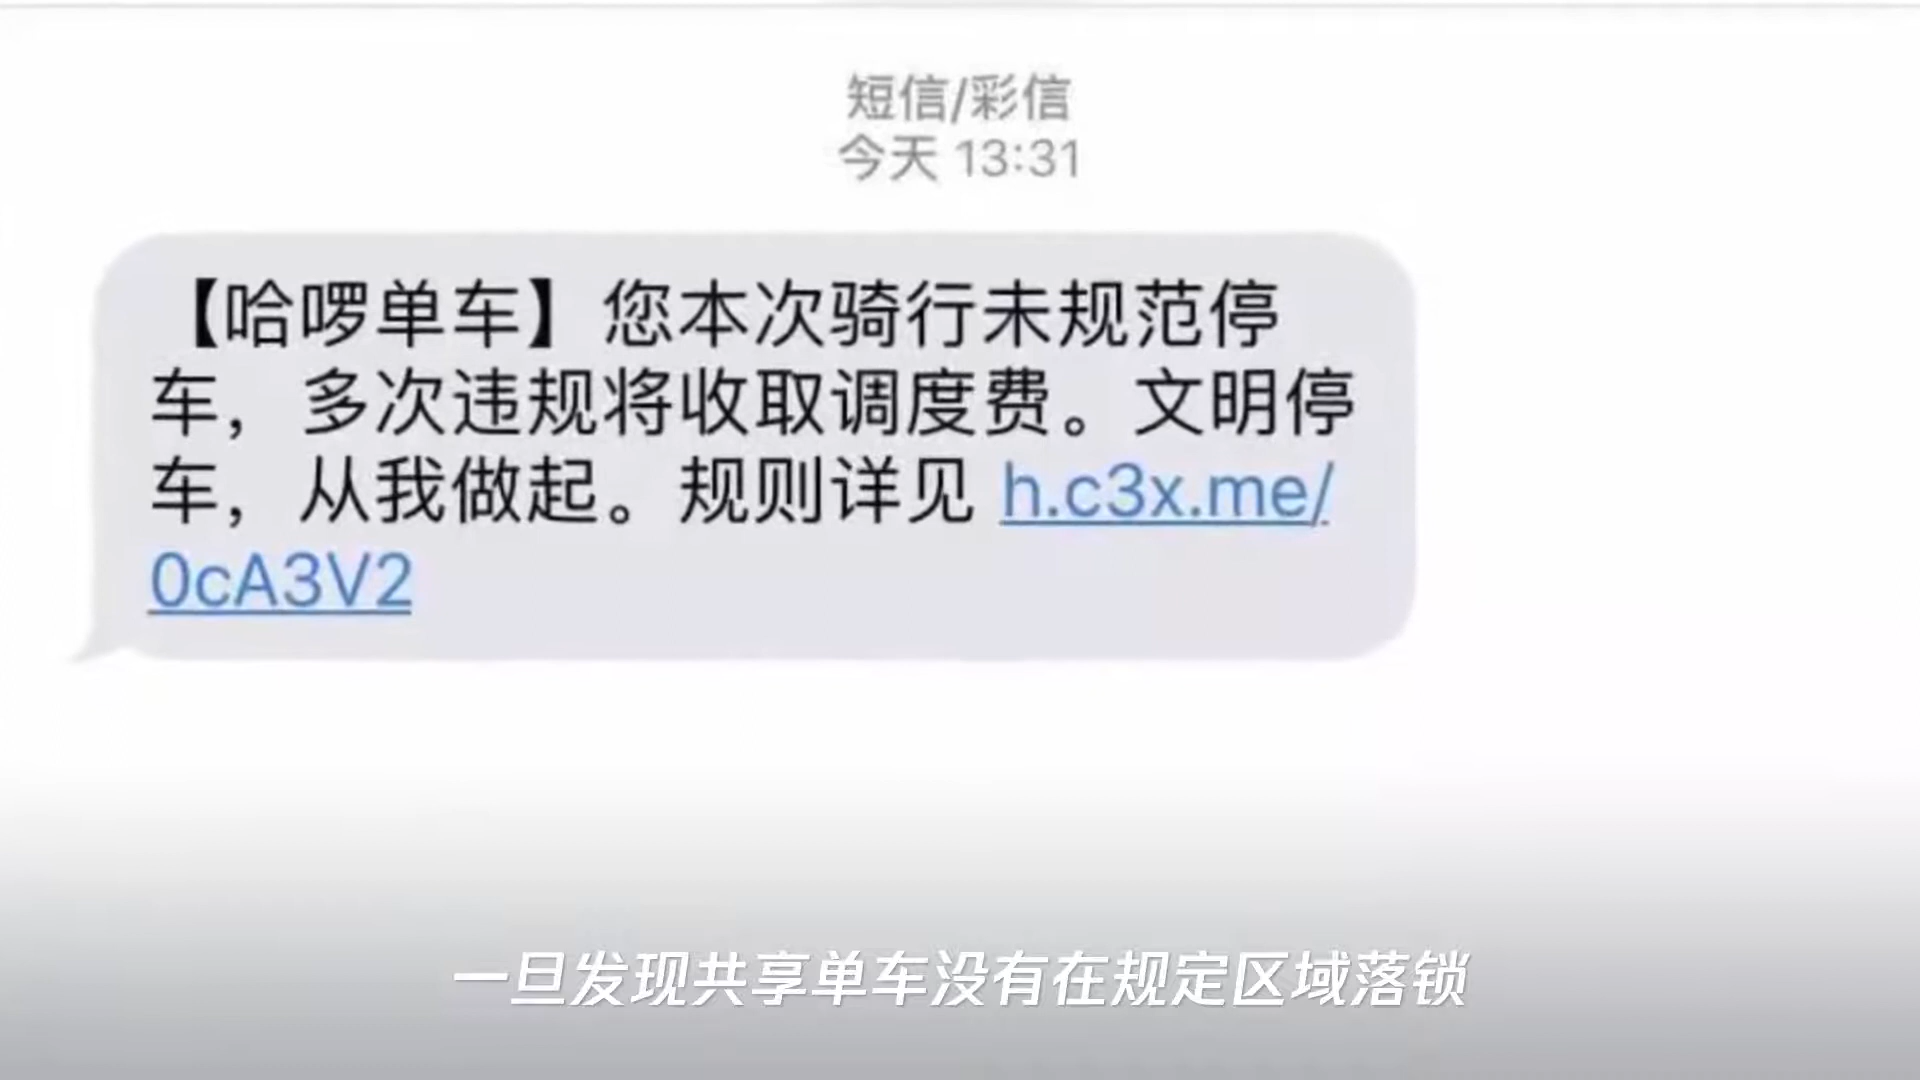 短信/彩信
今天 13:31
【哈啰单车】您本次骑行未规范停
车，多次违规将收取调度费。文明停
车，从我做起。规则详见 h.c3x.me/
0cA3V2
一旦发现共享单车没有在规定区域落锁